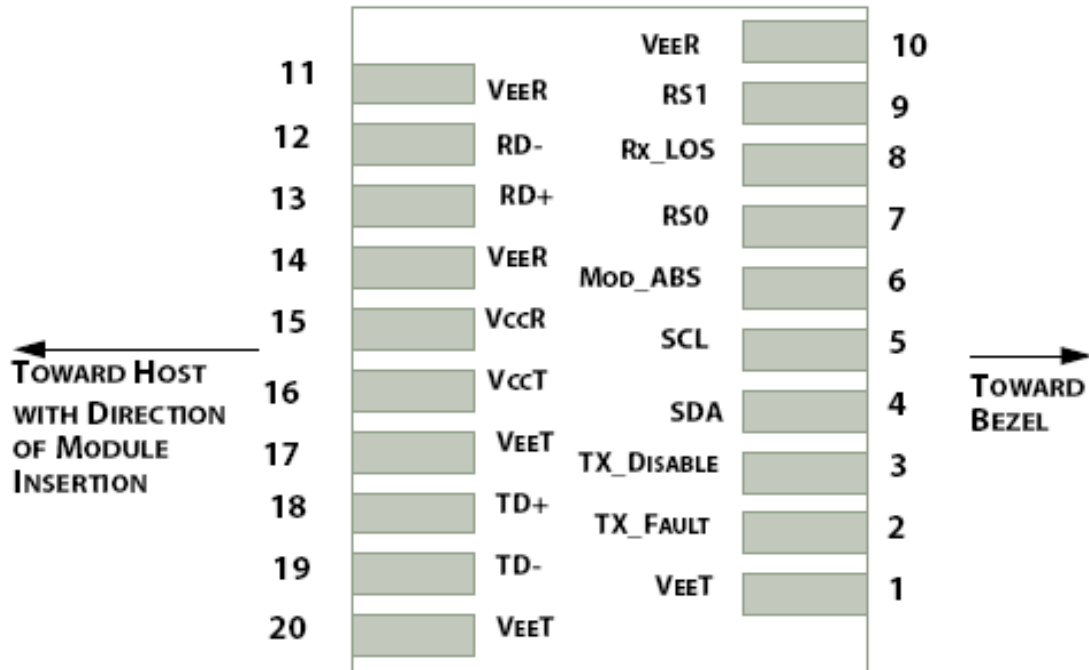 VEER 10
11 VEER
RS1 9
12 RD-
Rx_LOS 8
13 RD+
RS0 7
14 VEER
MOD_ABS 6
15 VCCR
SCL 5
TOWARD HOST
WITH DIRECTION
OF MODULE
INSERTION
TOWARD
BEZEL
16 VCCT
SDA 4
17 VEET
TX_DISABLE 3
18 TD+
TX_FAULT 2
19 TD-
VEET 1
20 VEET